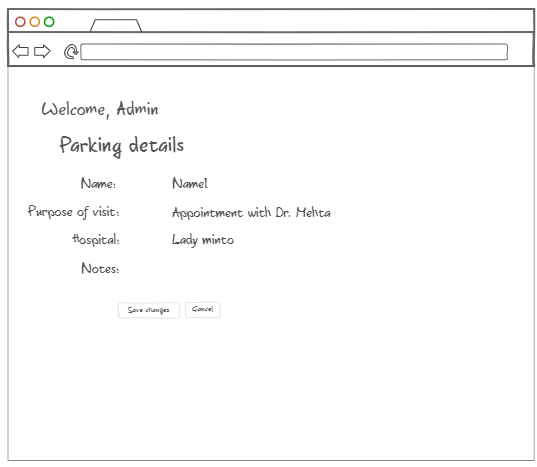 Welcome, Admin
Parking details
Name: Name1
Purpose of visit: Appointment with Dr. Mehta
Hospital: Lady minto
Notes:
Save changes Cancel